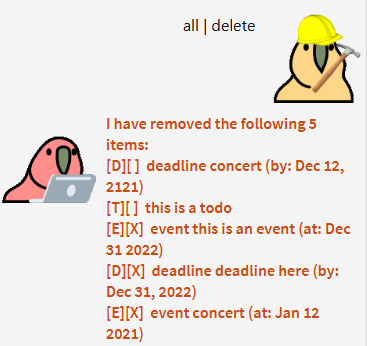 all | delete
I have removed the following 5
items:
[D][ ] deadline concert (by: Dec 12,
2121)
[T][ ] this is a todo
[E][X] event this is an event (at: Dec
31 2022)
[D][X] deadline deadline here (by:
Dec 31, 2022)
[E][X] event concert (at: Jan 12
2021)